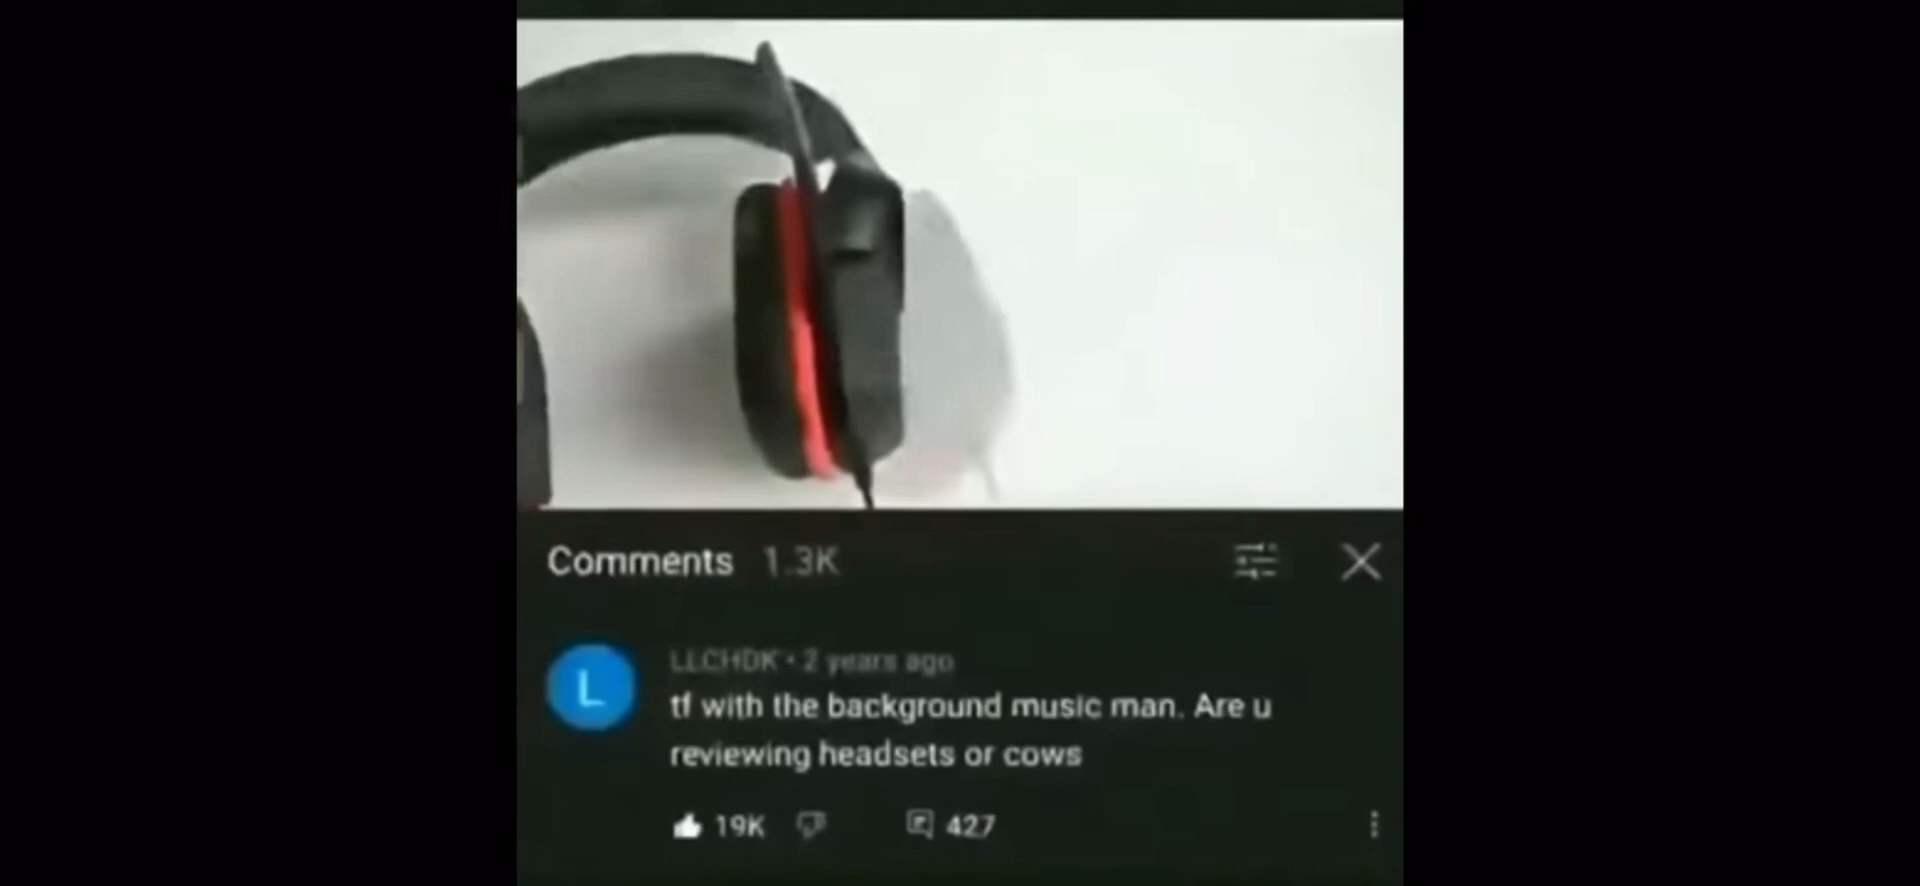 Comments 1.3K
L
LLCHDK • 2 years ago
tf with the background music man. Are u
reviewing headsets or cows
19K 427